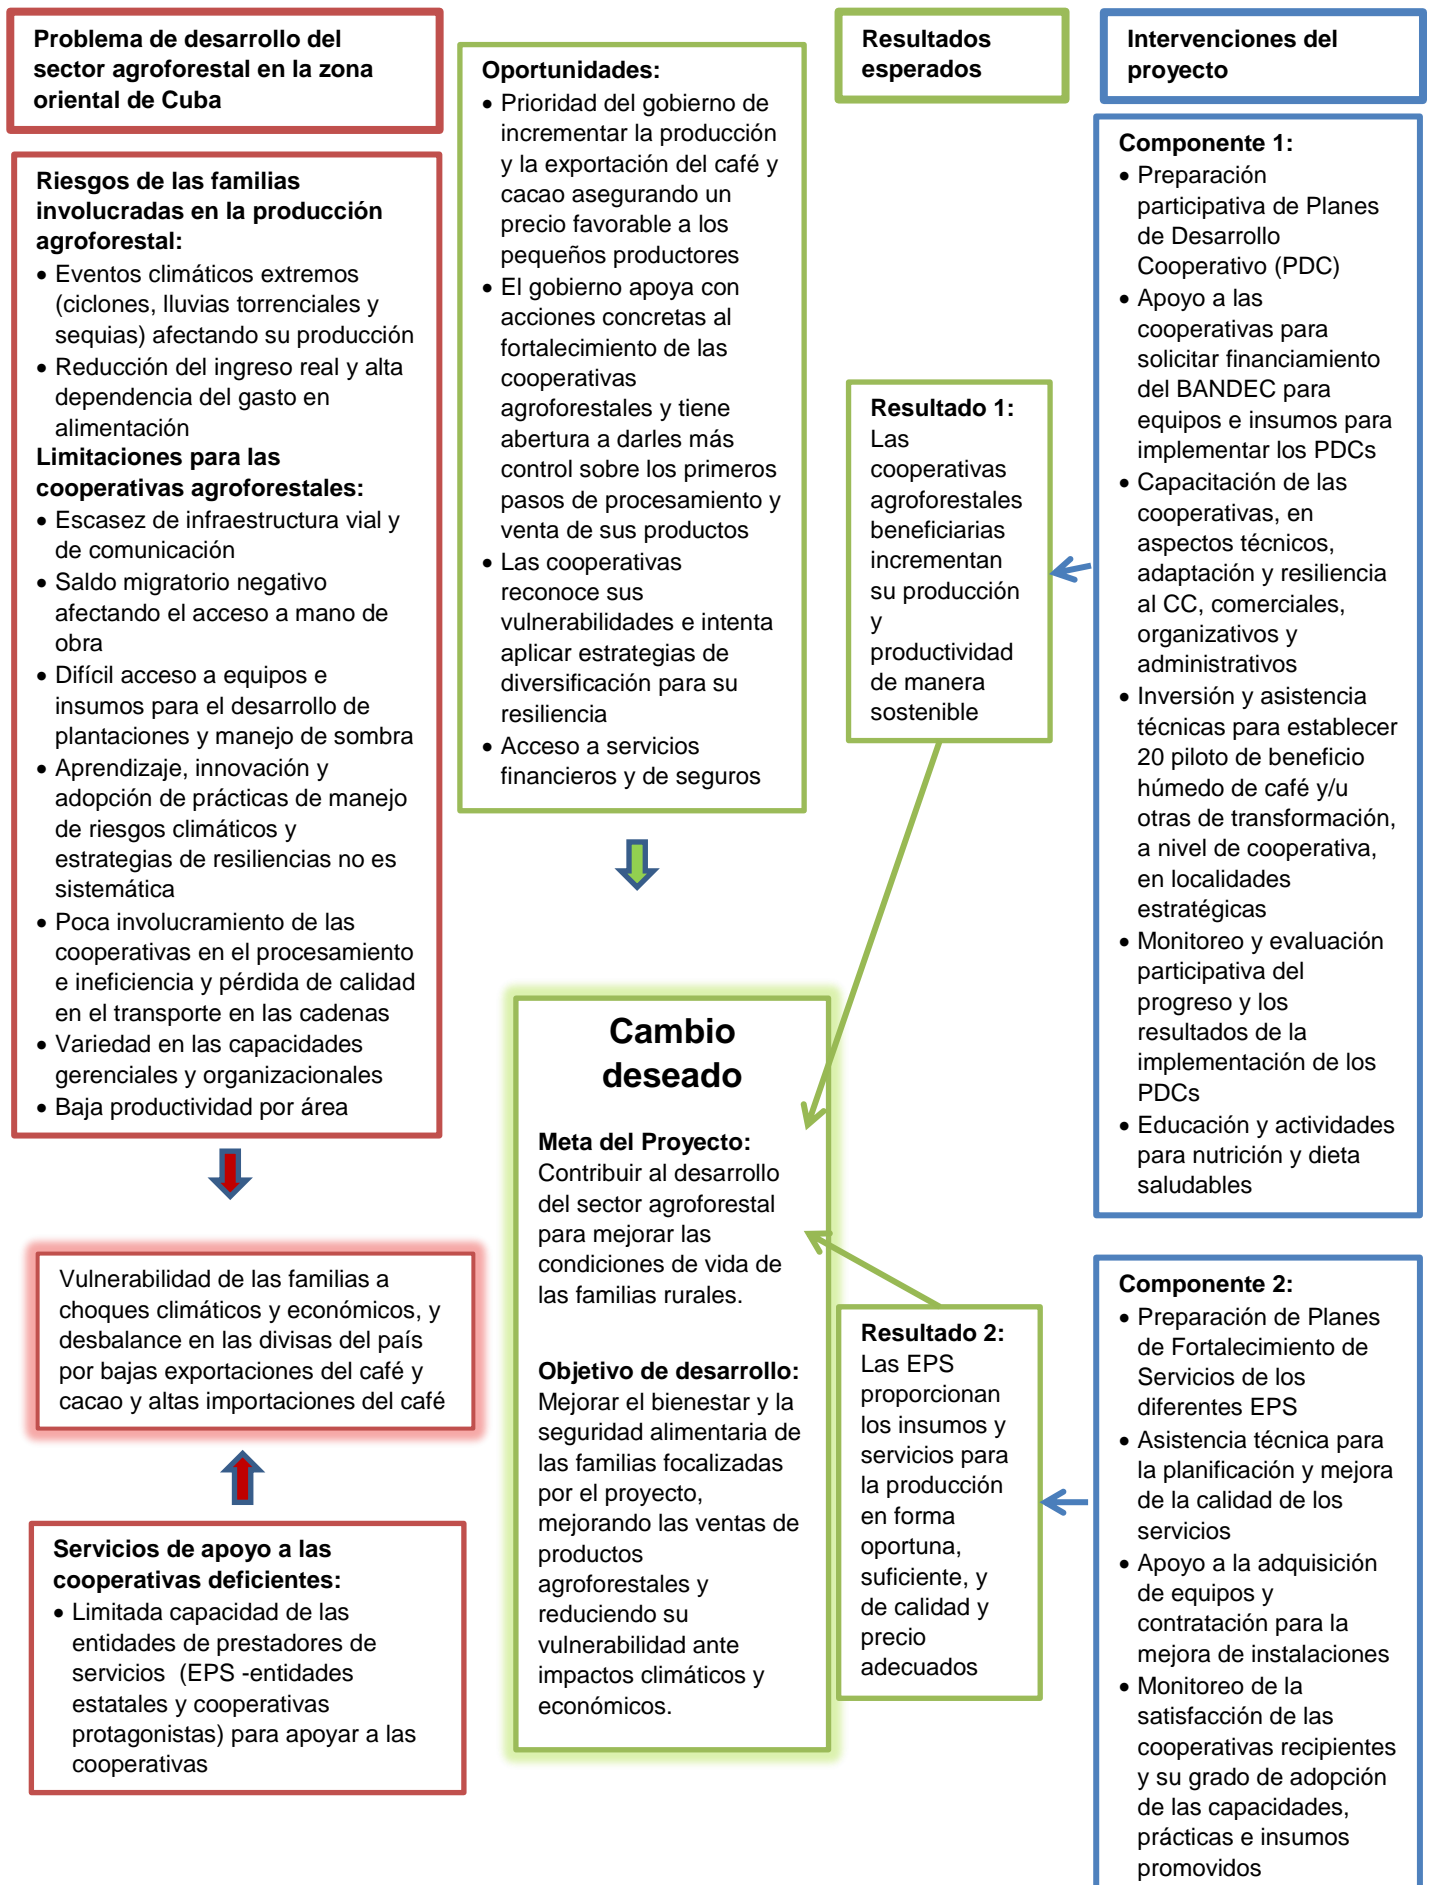 Problema de desarrollo del
sector agroforestal en la zona
oriental de Cuba
Riesgos de las familias
involucradas en la producción
agroforestal:
• Eventos climáticos extremos
(ciclones, lluvias torrenciales y
sequias) afectando su producción
• Reducción del ingreso real y alta
dependencia del gasto en
alimentación
Limitaciones para las
cooperativas agroforestales:
• Escasez de infraestructura vial y
de comunicación
• Saldo migratorio negativo
afectando el acceso a mano de
obra
• Difícil acceso a equipos e
insumos para el desarrollo de
plantaciones y manejo de sombra
• Aprendizaje, innovación y
adopción de prácticas de manejo
de riesgos climáticos y
estrategias de resiliencias no es
sistemática
• Poca involucramiento de las
cooperativas en el procesamiento
e ineficiencia y pérdida de calidad
en el transporte en las cadenas
• Variedad en las capacidades
gerenciales y organizacionales
• Baja productividad por área
Vulnerabilidad de las familias a
choques climáticos y económicos, y
desbalance en las divisas del país
por bajas exportaciones del café y
cacao y altas importaciones del café
Servicios de apoyo a las
cooperativas deficientes:
• Limitada capacidad de las
entidades de prestadores de
servicios (EPS -entidades
estatales y cooperativas
protagonistas) para apoyar a las
cooperativas
Oportunidades:
• Prioridad del gobierno de
incrementar la producción
y la exportación del café y
cacao asegurando un
precio favorable a los
pequeños productores
• El gobierno apoya con
acciones concretas al
fortalecimiento de las
cooperativas
agroforestales y tiene
abertura a darles más
control sobre los primeros
pasos de procesamiento y
venta de sus productos
• Las cooperativas
reconoce sus
vulnerabilidades e intenta
aplicar estrategias de
diversificación para su
resiliencia
• Acceso a servicios
financieros y de seguros
Cambio
deseado
Meta del Proyecto:
Contribuir al desarrollo
del sector agroforestal
para mejorar las
condiciones de vida de
las familias rurales.
Objetivo de desarrollo:
Mejorar el bienestar y la
seguridad alimentaria de
las familias focalizadas
por el proyecto,
mejorando las ventas de
productos
agroforestales y
reduciendo su
vulnerabilidad ante
impactos climáticos y
económicos.
Resultados
esperados
Resultado 1:
Las
cooperativas
agroforestales
beneficiarias
incrementan
su producción
y
productividad
de manera
sostenible
Resultado 2:
Las EPS
proporcionan
los insumos y
servicios para
la producción
en forma
oportuna,
suficiente, y
de calidad y
precio
adecuados
Intervenciones del
proyecto
Componente 1:
• Preparación
participativa de Planes
de Desarrollo
Cooperativo (PDC)
• Apoyo a las
cooperativas para
solicitar financiamiento
del BANDEC para
equipos e insumos para
implementar los PDCs
• Capacitación de las
cooperativas, en
aspectos técnicos,
adaptación y resiliencia
al CC, comerciales,
organizativos y
administrativos
• Inversión y asistencia
técnicas para establecer
20 piloto de beneficio
húmedo de café y/u
otras de transformación,
a nivel de cooperativa,
en localidades
estratégicas
• Monitoreo y evaluación
participativa del
progreso y los
resultados de la
implementación de los
PDCs
• Educación y actividades
para nutrición y dieta
saludables
Componente 2:
• Preparación de Planes
de Fortalecimiento de
Servicios de los
diferentes EPS
• Asistencia técnica para
la planificación y mejora
de la calidad de los
servicios
• Apoyo a la adquisición
de equipos y
contratación para la
mejora de instalaciones
• Monitoreo de la
satisfacción de las
cooperativas recipientes
y su grado de adopción
de las capacidades,
prácticas e insumos
promovidos